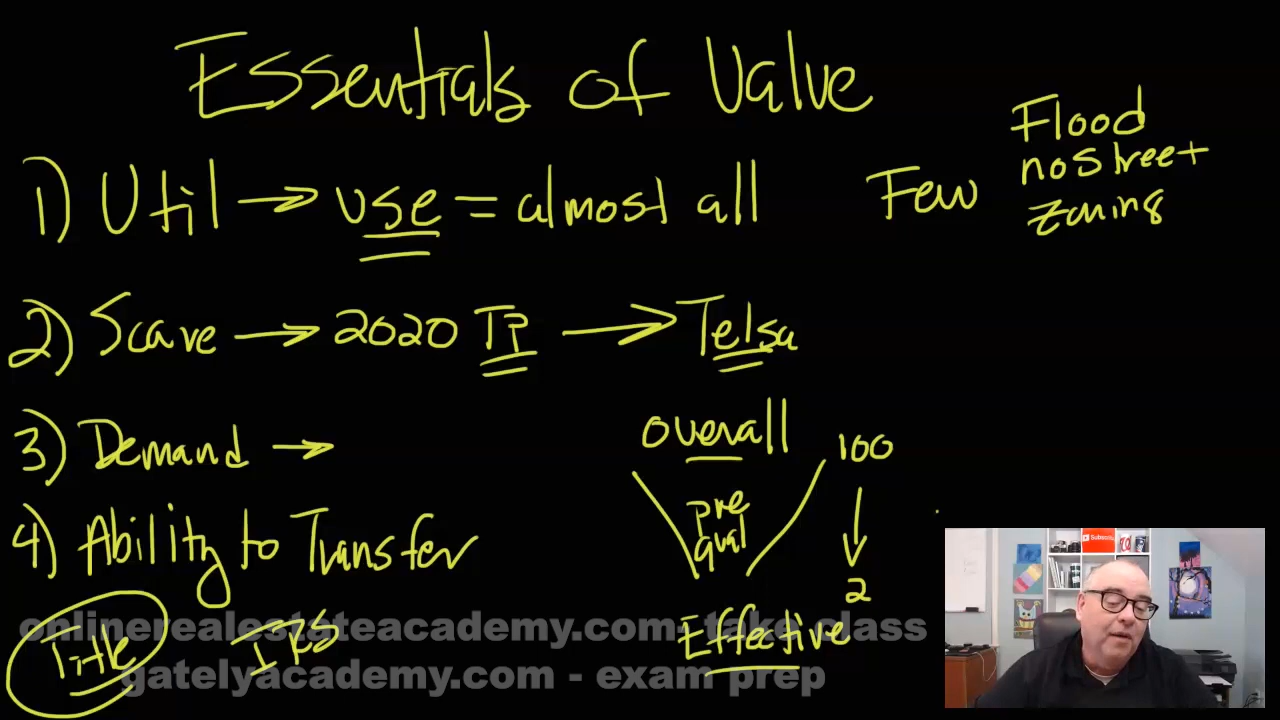 Essentials of Value
Flood
no street
zoning
1) Util → use = almost all Few
2) Scarce → 2020 TP → Telsa
3) Demand →
overall 100
pre
qual
4) Ability to Transfer
2
Effective
Title IRS
onlinerealestateacademy.com- take class
gatelyacademy.com - exam prep
Subscribe